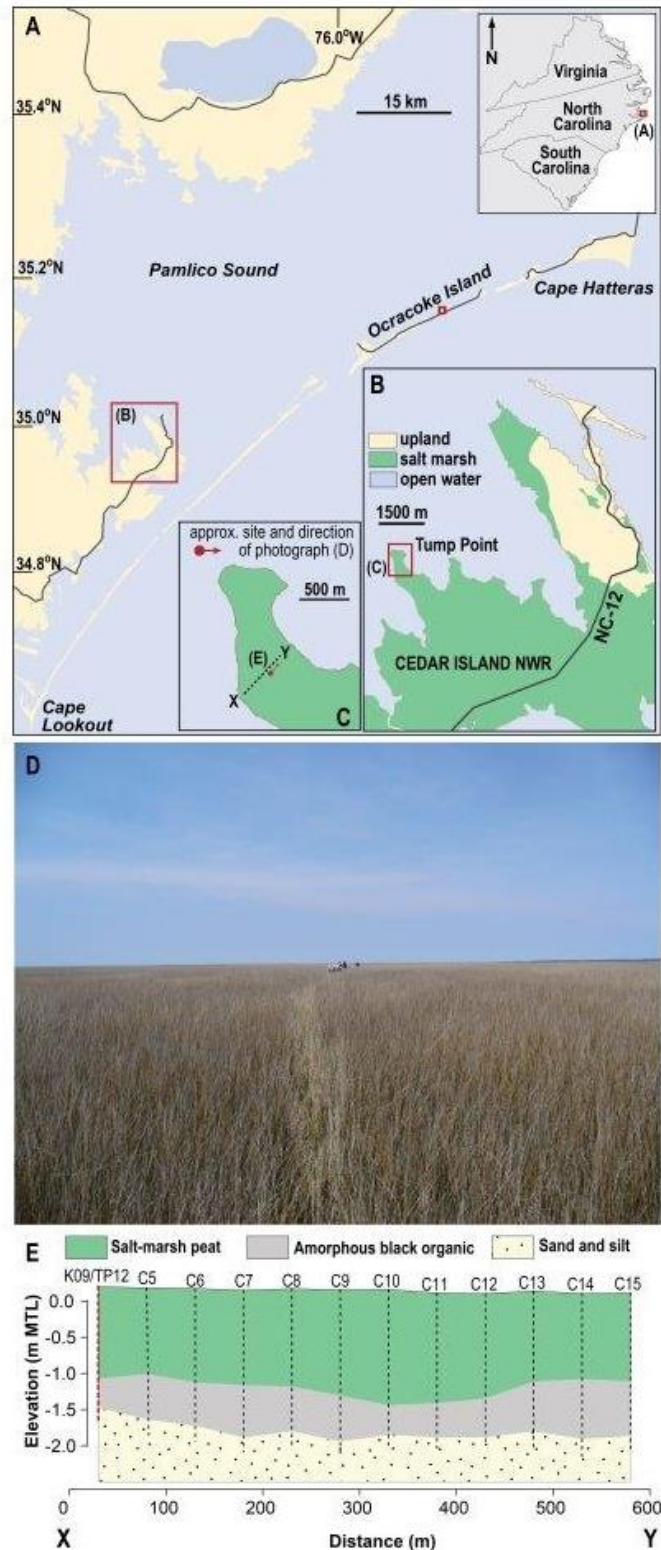 A
76.0°W
35.4°N
15 km
N
Virginia
North
Carolina
(A)
South
Carolina
35.2°N
Pamlico Sound
Ocracoke Island
Cape Hatteras
35.0°N
(B)
B
upland
salt marsh
open water
1500 m
Tump Point
(C)
NC-12
CEDAR ISLAND NWR
34.8°N
approx. site and direction
of photograph (D)
500 m
(E)
Y
X
C
Cape
Lookout
D
E
Salt-marsh peat
Amorphous black organic
Sand and silt
K09/TP12 C5 C6 C7 C8 C9 C10 C11 C12 C13 C14 C15
Elevation (m MTL)
0.0
-0.5
-1.0
-1.5
-2.0
0 100 200 300 400 500 600
X Distance (m) Y